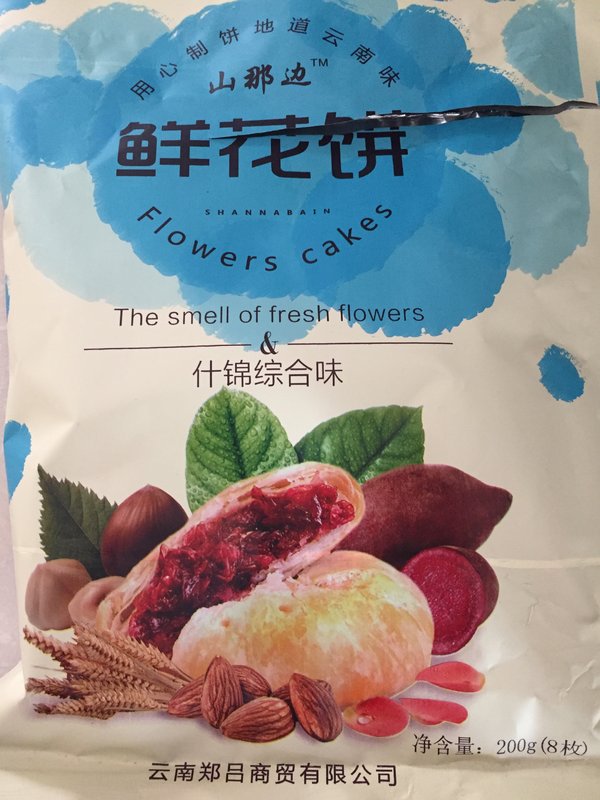 用心制饼地道云南味
山那边™
鲜花饼
SHANNABAIN
Flowers cakes
The smell of fresh flowers
&
什锦综合味
净含量：200g(8枚)
云南郑吕商贸有限公司